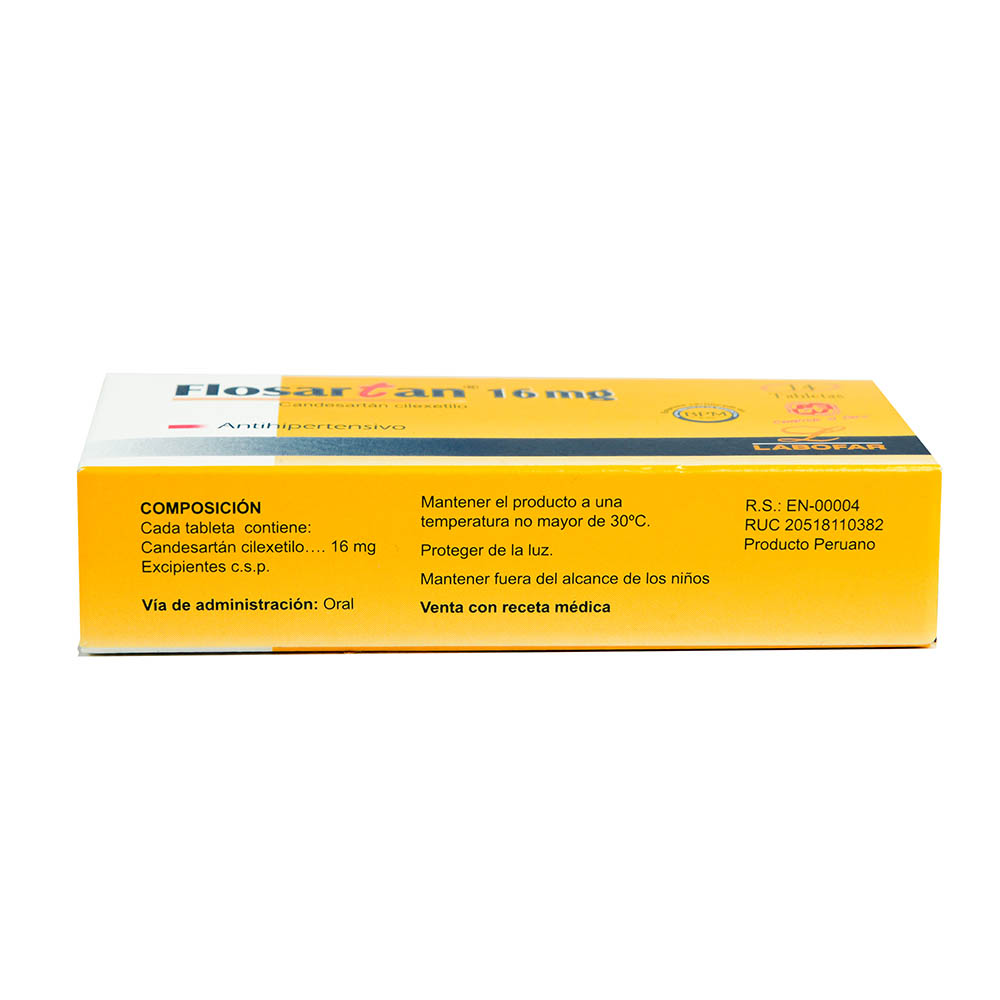 Flosartan® 16 mg
Candesartán cilexetilo
Antihipertensivo
14
Tabletas
BPM
LABOFAR
COMPOSICIÓN
Cada tableta contiene:
Candesartán cilexetilo.... 16 mg
Excipientes c.s.p.
Vía de administración: Oral
Mantener el producto a una
temperatura no mayor de 30ºC.
Proteger de la luz.
Mantener fuera del alcance de los niños
Venta con receta médica
R.S.: EN-00004
RUC 20518110382
Producto Peruano